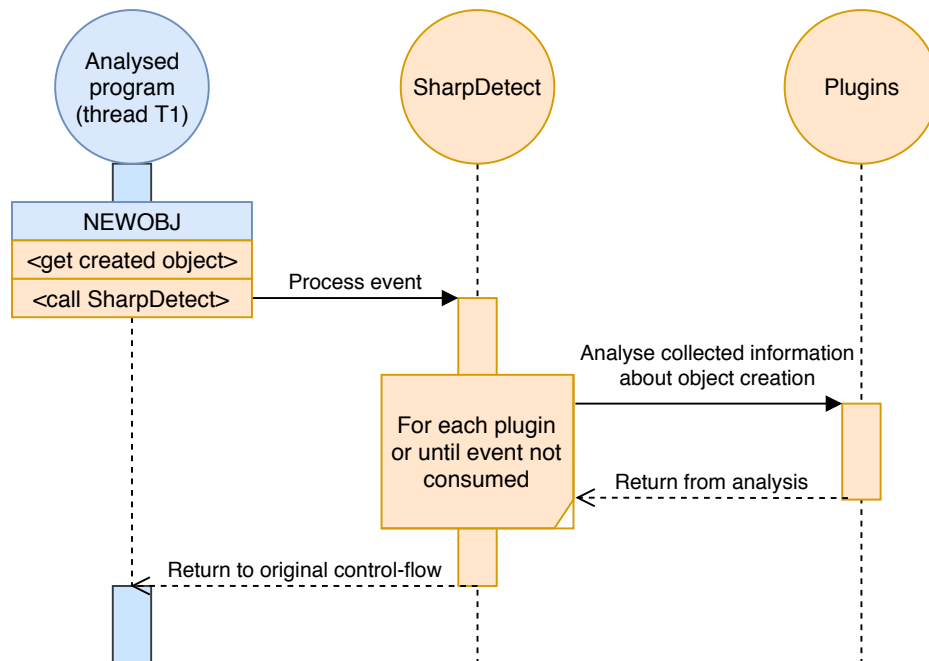 Analysed
program
(thread T1)
SharpDetect
Plugins
NEWOBJ
<get created object>
<call SharpDetect>
Process event
Analyse collected information
about object creation
For each plugin
or until event not
consumed
Return from analysis
Return to original control-flow